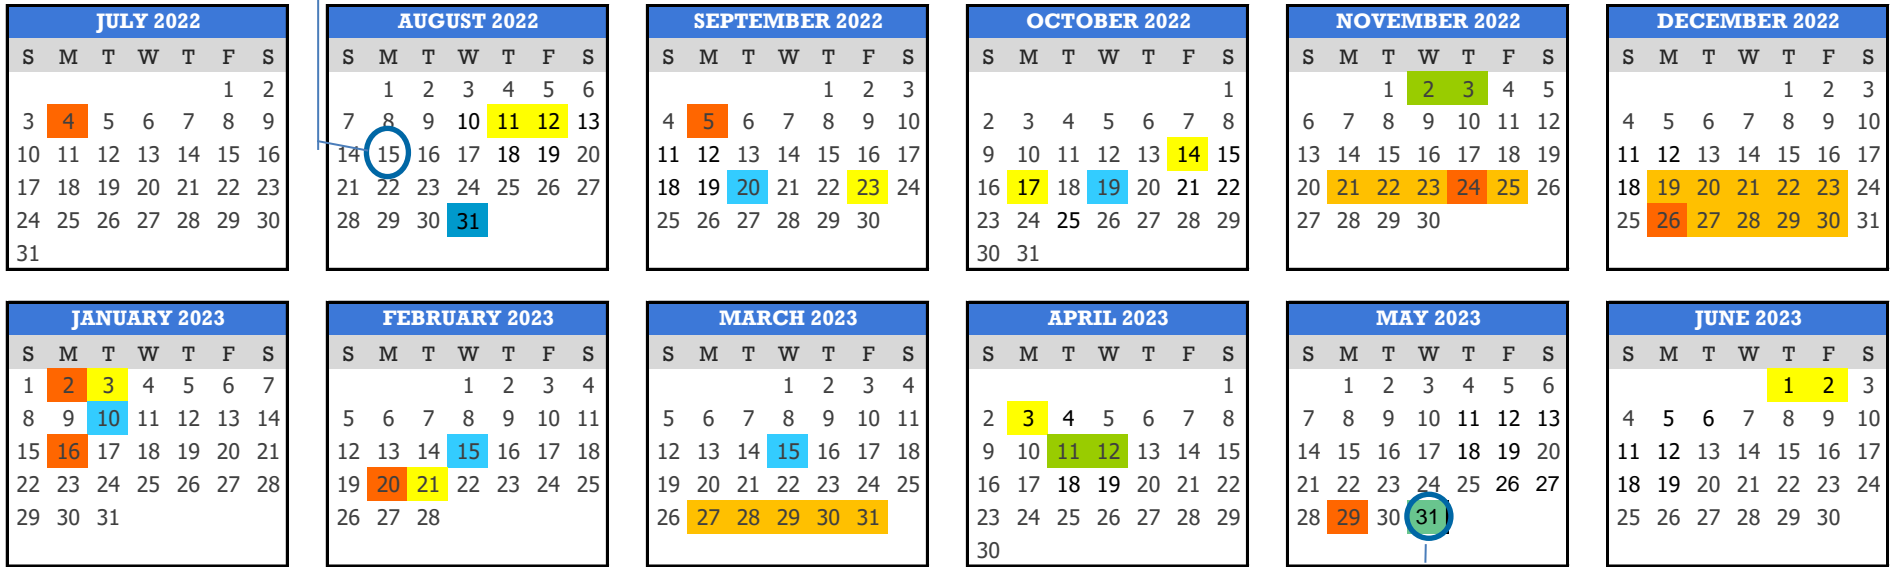 JULY 2022
S M T W T F S
1 2
3 4 5 6 7 8 9
10 11 12 13 14 15 16
17 18 19 20 21 22 23
24 25 26 27 28 29 30
31
AUGUST 2022
S M T W T F S
1 2 3 4 5 6
7 8 9 10 11 12 13
14 15 16 17 18 19 20
21 22 23 24 25 26 27
28 29 30 31
SEPTEMBER 2022
S M T W T F S
1 2 3
4 5 6 7 8 9 10
11 12 13 14 15 16 17
18 19 20 21 22 23 24
25 26 27 28 29 30
OCTOBER 2022
S M T W T F S
1
2 3 4 5 6 7 8
9 10 11 12 13 14 15
16 17 18 19 20 21 22
23 24 25 26 27 28 29
30 31
NOVEMBER 2022
S M T W T F S
1 2 3 4 5
6 7 8 9 10 11 12
13 14 15 16 17 18 19
20 21 22 23 24 25 26
27 28 29 30
DECEMBER 2022
S M T W T F S
1 2 3
4 5 6 7 8 9 10
11 12 13 14 15 16 17
18 19 20 21 22 23 24
25 26 27 28 29 30 31
JANUARY 2023
S M T W T F S
1 2 3 4 5 6 7
8 9 10 11 12 13 14
15 16 17 18 19 20 21
22 23 24 25 26 27 28
29 30 31
FEBRUARY 2023
S M T W T F S
1 2 3 4
5 6 7 8 9 10 11
12 13 14 15 16 17 18
19 20 21 22 23 24 25
26 27 28
MARCH 2023
S M T W T F S
1 2 3 4
5 6 7 8 9 10 11
12 13 14 15 16 17 18
19 20 21 22 23 24 25
26 27 28 29 30 31
APRIL 2023
S M T W T F S
1
2 3 4 5 6 7 8
9 10 11 12 13 14 15
16 17 18 19 20 21 22
23 24 25 26 27 28 29
30
MAY 2023
S M T W T F S
1 2 3 4 5 6
7 8 9 10 11 12 13
14 15 16 17 18 19 20
21 22 23 24 25 26 27
28 29 30 31
JUNE 2023
S M T W T F S
1 2 3
4 5 6 7 8 9 10
11 12 13 14 15 16 17
18 19 20 21 22 23 24
25 26 27 28 29 30